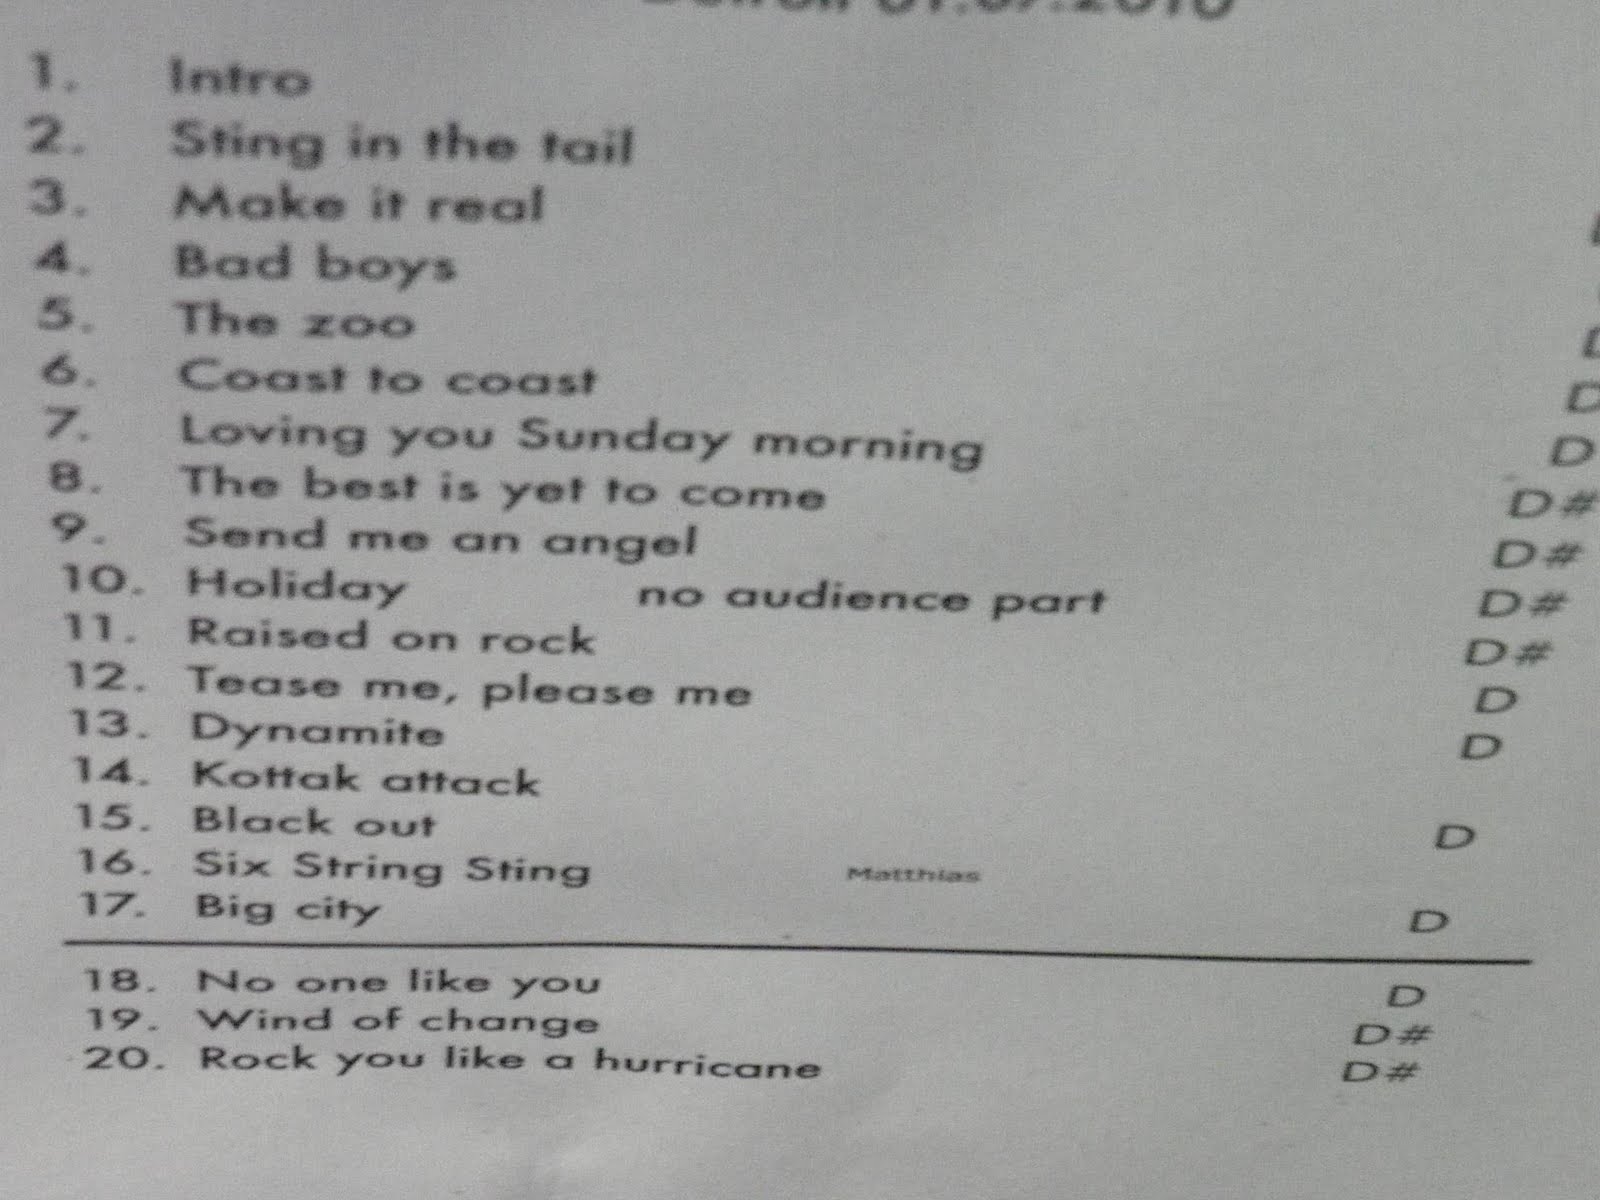 Detroit 01.07.2010
1. Intro
2. Sting in the tail
3. Make it real
4. Bad boys
5. The zoo
6. Coast to coast D
7. Loving you Sunday morning D
8. The best is yet to come D#
9. Send me an angel D#
10. Holiday no audience part D#
11. Raised on rock D#
12. Tease me, please me D
13. Dynamite D
14. Kottak attack
15. Black out D
16. Six String Sting Matthias
17. Big city D
18. No one like you D
19. Wind of change D#
20. Rock you like a hurricane D#